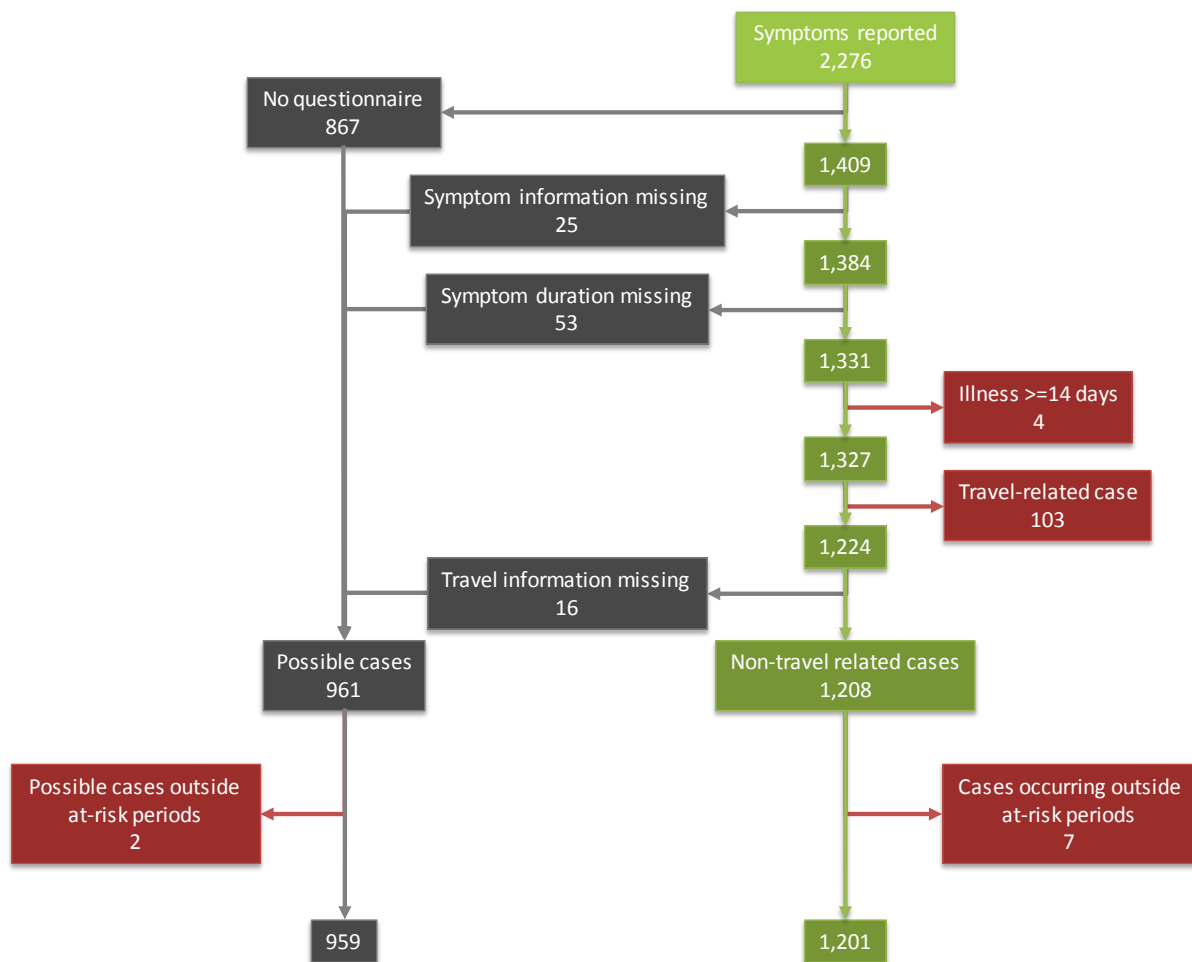 Symptoms reported
2,276
No questionnaire
867
1,409
Symptom information missing
25
1,384
Symptom duration missing
53
1,331
Illness >=14 days
4
1,327
Travel-related case
103
1,224
Travel information missing
16
Possible cases
961
Non-travel related cases
1,208
Possible cases outside
at-risk periods
2
Cases occurring outside
at-risk periods
7
959
1,201